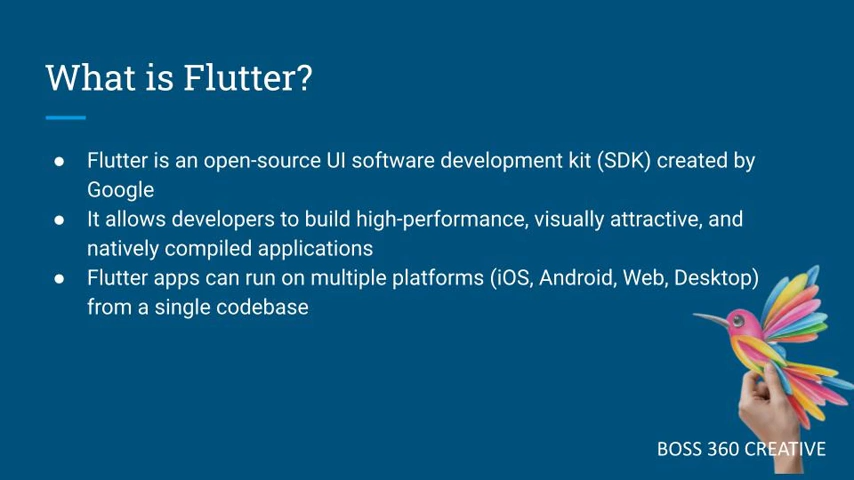 What is Flutter?
● Flutter is an open-source UI software development kit (SDK) created by
Google
● It allows developers to build high-performance, visually attractive, and
natively compiled applications
● Flutter apps can run on multiple platforms (iOS, Android, Web, Desktop)
from a single codebase
BOSS 360 CREATIVE